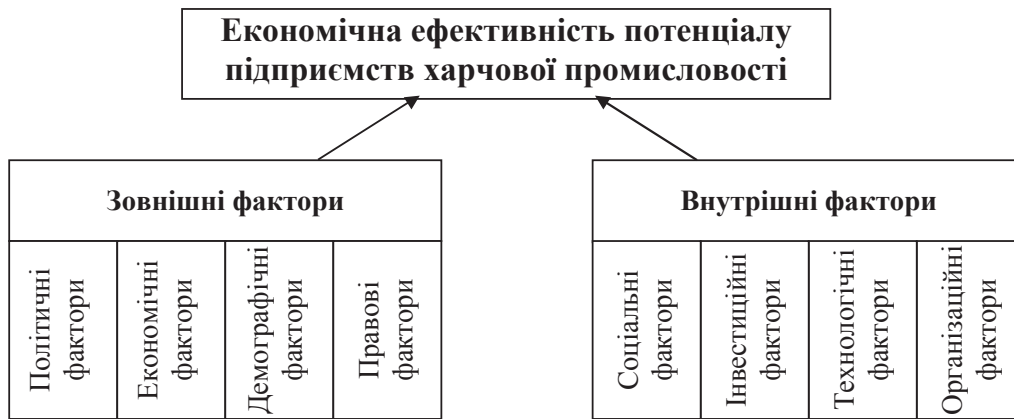 Економічна ефективність потенціалу
підприємств харчової промисловості
Зовнішні фактори
Політичні
фактори
Економічні
фактори
Демографічні
фактори
Правові
фактори
Внутрішні фактори
Соціальні
фактори
Інвестиційні
фактори
Технологічні
фактори
Організаційні
фактори